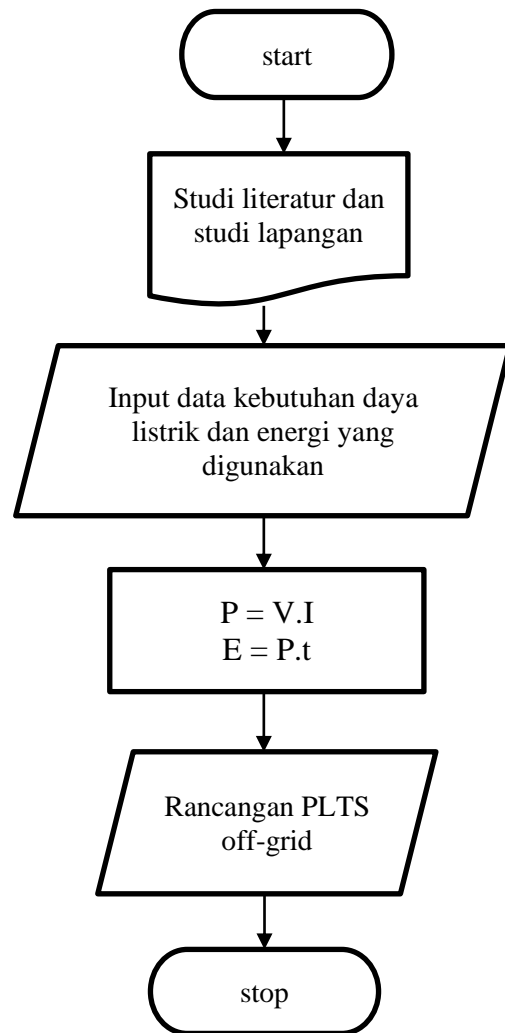 start
Studi literatur dan
studi lapangan
Input data kebutuhan daya
listrik dan energi yang
digunakan
P = V.I
E = P.t
Rancangan PLTS
off-grid
stop